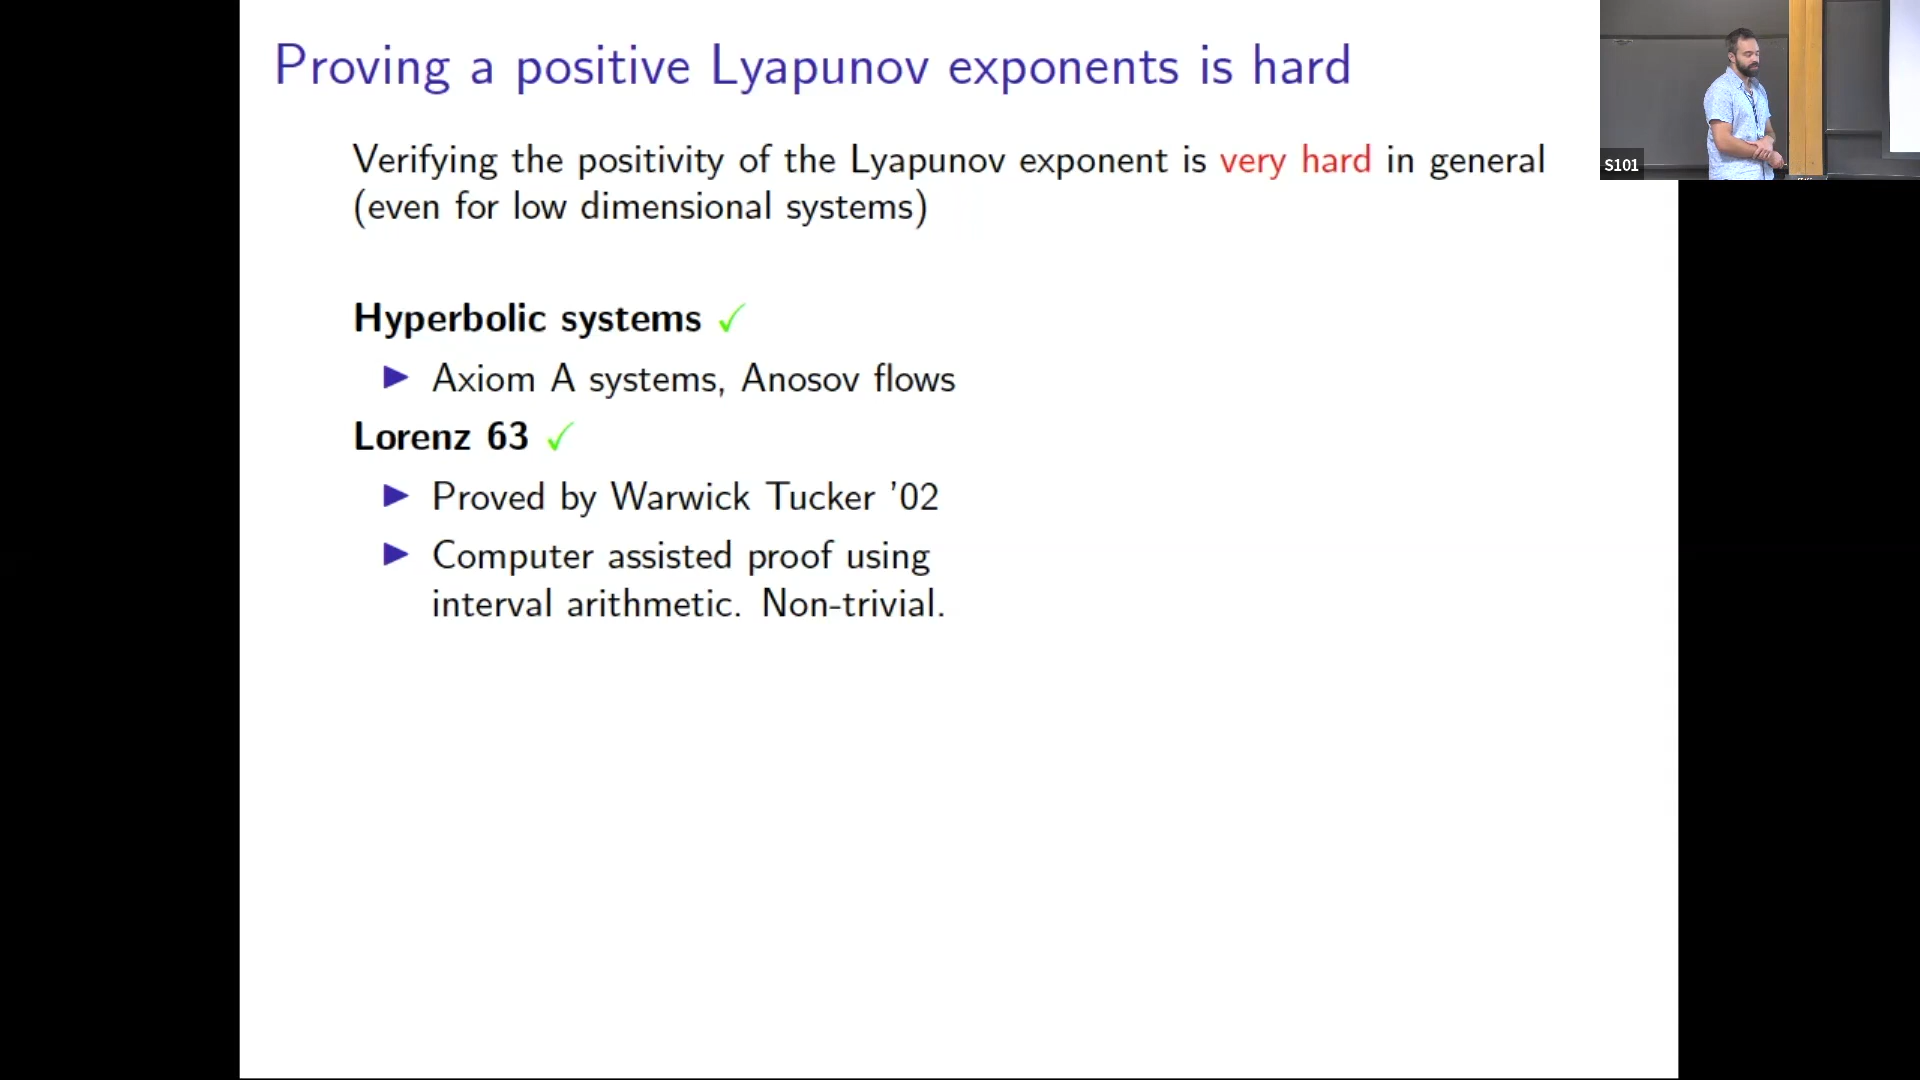 Proving a positive Lyapunov exponents is hard
Verifying the positivity of the Lyapunov exponent is very hard in general
(even for low dimensional systems)
Hyperbolic systems ✓
▶ Axiom A systems, Anosov flows
Lorenz 63 ✓
▶ Proved by Warwick Tucker ’02
▶ Computer assisted proof using
interval arithmetic. Non-trivial.
S101